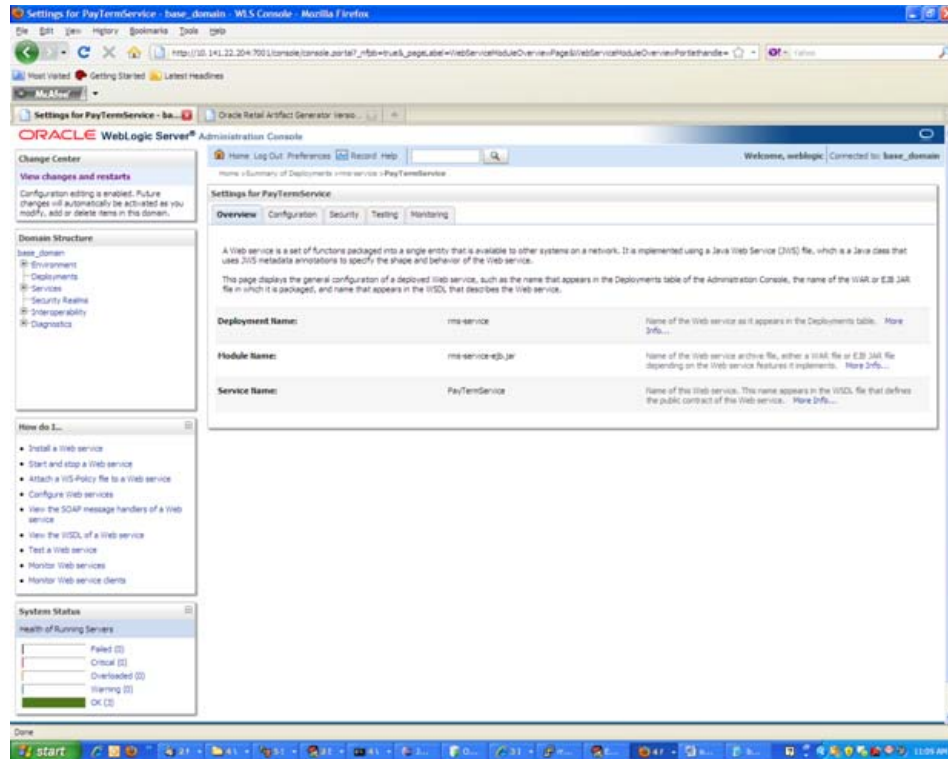 Settings for PayTermService - base_domain - WLS Console - Mozilla Firefox
File Edit View History Bookmarks Tools Help
Most Visited Getting Started Latest Headlines
McAfee
Settings for PayTermService - ba...
Oracle Retail Artifact Generator Versio...
ORACLE WebLogic Server® Administration Console
Change Center
View changes and restarts
Configuration editing is enabled. Future changes will automatically be activated as you modify, add or delete items in this domain.
Domain Structure
base_domain
Environment
Deployments
Services
Security Realms
Interoperability
Diagnostics
How do I...
Install a Web service
Start and stop a Web service
Attach a WS-Policy file to a Web service
Configure Web services
View the SOAP message handlers of a Web service
View the WSDL of a Web service
Test a Web service
Monitor Web services
Monitor Web service clients
System Status
Health of Running Servers
Failed (0)
Critical (0)
Overloaded (0)
Warning (0)
OK (3)
Home Log Out Preferences Record Help
Welcome, weblogic Connected to: base_domain
Home >Summary of Deployments >rms-service >PayTermService
Settings for PayTermService
Overview Configuration Security Testing Monitoring
A Web service is a set of functions packaged into a single entity that is available to other systems on a network. It is implemented using a Java Web Service (JWS) file, which is a Java class that
uses JWS metadata annotations to specify the shape and behavior of the Web service.
This page displays the general configuration of a deployed Web service, such as the name that appears in the Deployments table of the Administration Console, the name of the WAR or EJB JAR
file in which it is packaged, and name that appears in the WSDL that describes the Web service.
Deployment Name: rms-service Name of the Web service as it appears in the Deployments table. More Info...
Module Name: rms-service-ejb.jar Name of the Web service archive file, either a WAR file or EJB JAR file depending on the Web service features it implements. More Info...
Service Name: PayTermService Name of this Web service. This name appears in the WSDL file that defines the public contract of this Web service. More Info...
Done
start
11:09 AM